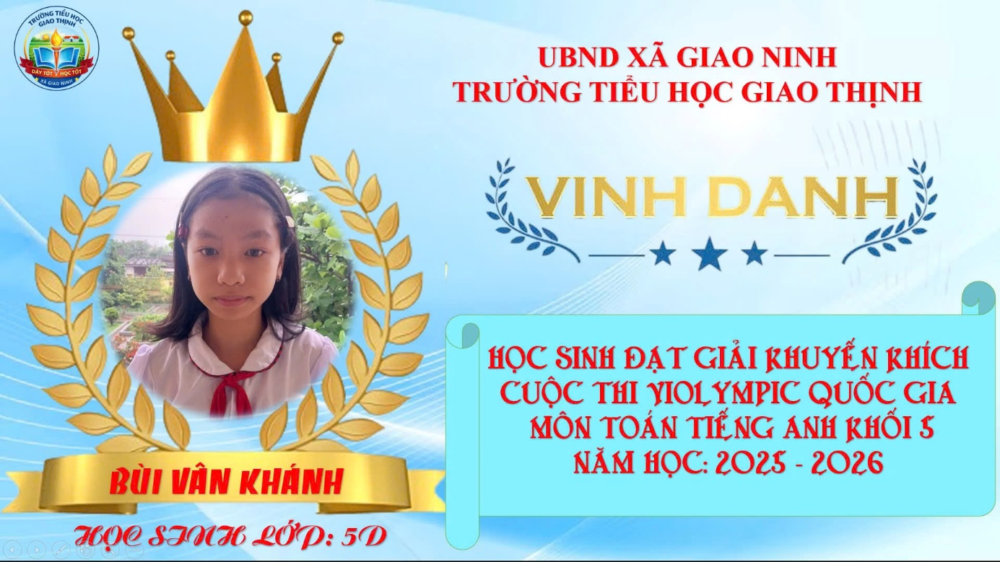 TRƯỜNG TIỂU HỌC
GIAO THỊNH
DẠY TỐT HỌC TỐT
XÃ GIAO NINH
UBND XÃ GIAO NINH
TRƯỜNG TIỂU HỌC GIAO THỊNH
VINH DANH
HỌC SINH ĐẠT GIẢI KHUYẾN KHÍCH
CUỘC THI VIOLYMPIC QUỐC GIA
MÔN TOÁN TIẾNG ANH KHỐI 5
NĂM HỌC: 2025 - 2026
BÙI VÂN KHÁNH
HỌC SINH LỚP: 5D